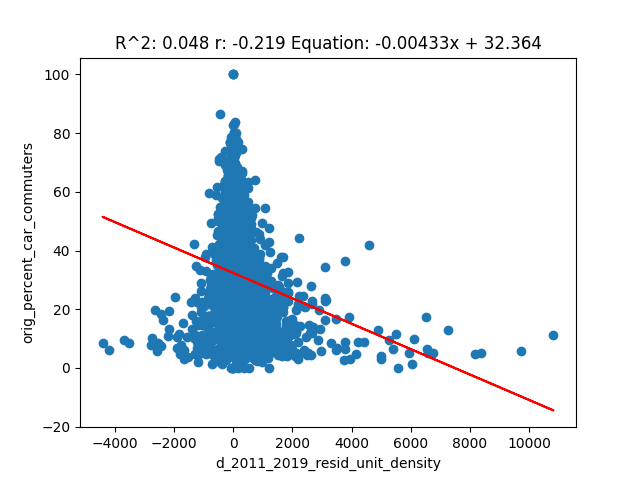 R^2: 0.048 r: -0.219 Equation: -0.00433x + 32.364
100
80
60
40
20
0
−20
orig_percent_car_commuters
−4000 −2000 0 2000 4000 6000 8000 10000
d_2011_2019_resid_unit_density